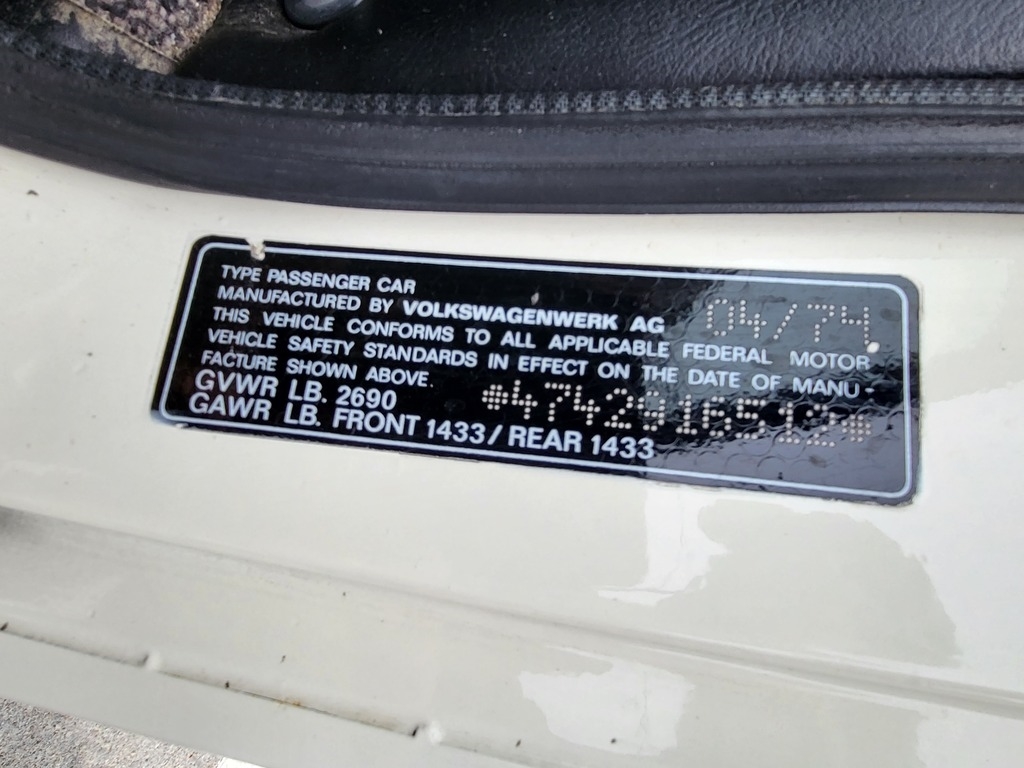 TYPE PASSENGER CAR
MANUFACTURED BY VOLKSWAGENWERK AG 04/74
THIS VEHICLE CONFORMS TO ALL APPLICABLE FEDERAL MOTOR
VEHICLE SAFETY STANDARDS IN EFFECT ON THE DATE OF MANU-
FACTURE SHOWN ABOVE.
GVWR LB. 2690 #4742916512#
GAWR LB. FRONT 1433/REAR 1433